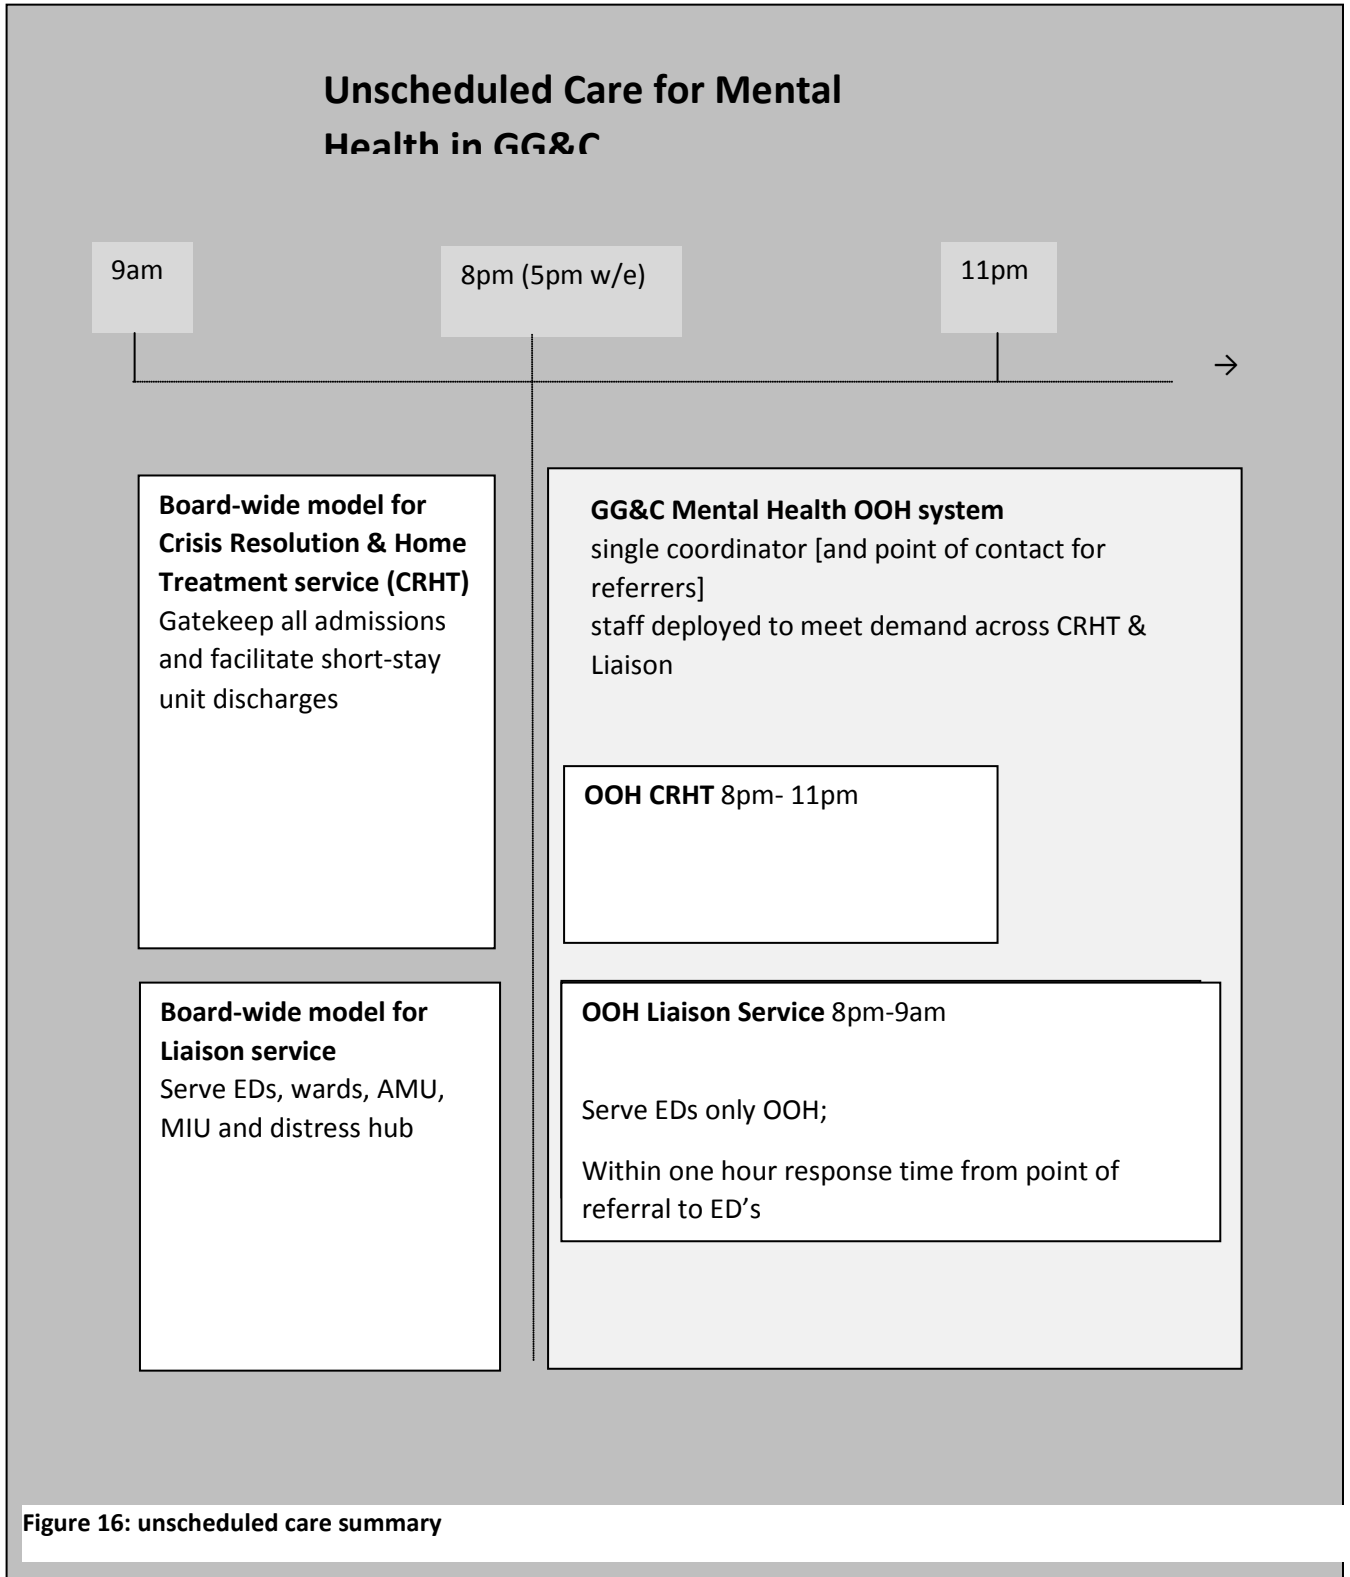 Unscheduled Care for Mental
Health in GG&C
9am
8pm (5pm w/e)
11pm
→
Board-wide model for
Crisis Resolution & Home
Treatment service (CRHT)
Gatekeep all admissions
and facilitate short-stay
unit discharges
GG&C Mental Health OOH system
single coordinator [and point of contact for
referrers]
staff deployed to meet demand across CRHT &
Liaison
OOH CRHT 8pm- 11pm
Board-wide model for
Liaison service
Serve EDs, wards, AMU,
MIU and distress hub
OOH Liaison Service 8pm-9am
Serve EDs only OOH;
Within one hour response time from point of
referral to ED’s
Figure 16: unscheduled care summary